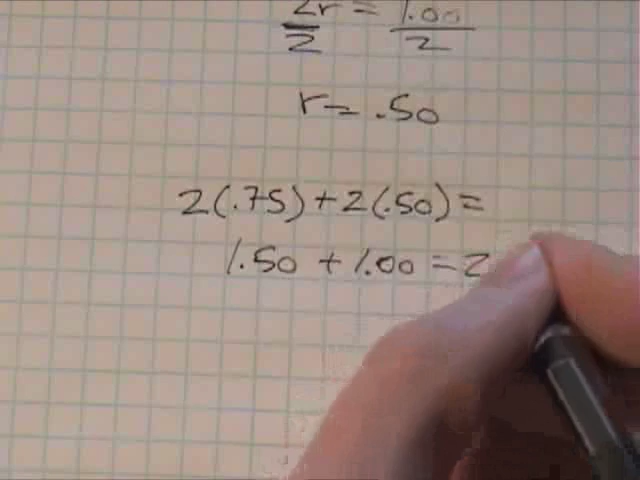 2r = 1.00
2 2
r = .50
2(.75) + 2(.50) =
1.50 + 1.00 = 2